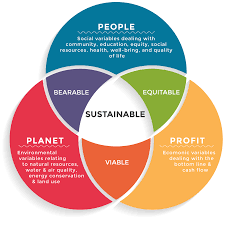 PEOPLE
Social variables dealing with
community, education, equity, social
resources, health, well-being, and quality
of life
BEARABLE
EQUITABLE
SUSTAINABLE
PLANET
Environmental
variables relating
to natural resources,
water & air quality,
energy conservation
& land use
VIABLE
PROFIT
Economic variables
dealing with the
bottom line &
cash flow